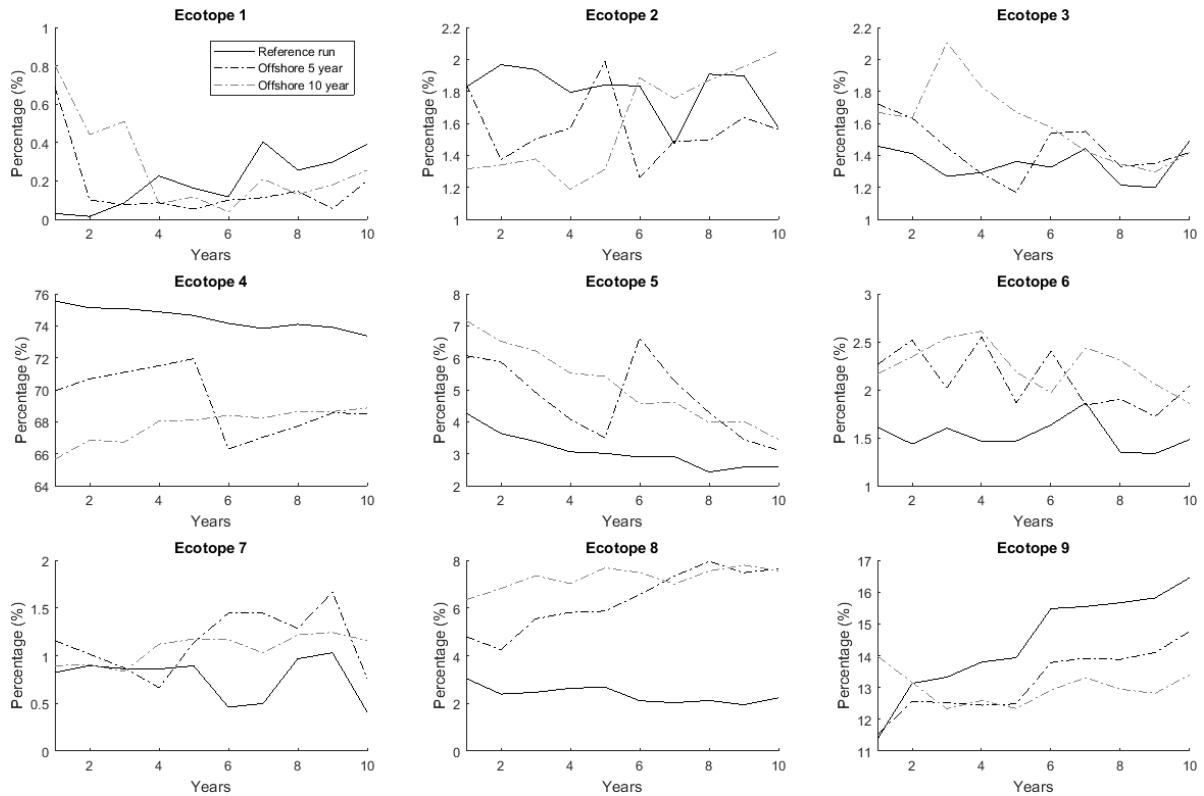 Ecotope 1
Percentage (%)
1
0.8
0.6
0.4
0.2
0
Reference run
Offshore 5 year
Offshore 10 year
2 4 6 8 10
Years
Ecotope 2
Percentage (%)
2.2
2
1.8
1.6
1.4
1.2
1
2 4 6 8 10
Years
Ecotope 3
Percentage (%)
2.2
2
1.8
1.6
1.4
1.2
1
2 4 6 8 10
Years
Ecotope 4
Percentage (%)
76
74
72
70
68
66
64
2 4 6 8 10
Years
Ecotope 5
Percentage (%)
8
7
6
5
4
3
2
2 4 6 8 10
Years
Ecotope 6
Percentage (%)
3
2.5
2
1.5
1
2 4 6 8 10
Years
Ecotope 7
Percentage (%)
2
1.5
1
0.5
0
2 4 6 8 10
Years
Ecotope 8
Percentage (%)
8
6
4
2
0
2 4 6 8 10
Years
Ecotope 9
Percentage (%)
17
16
15
14
13
12
11
2 4 6 8 10
Years